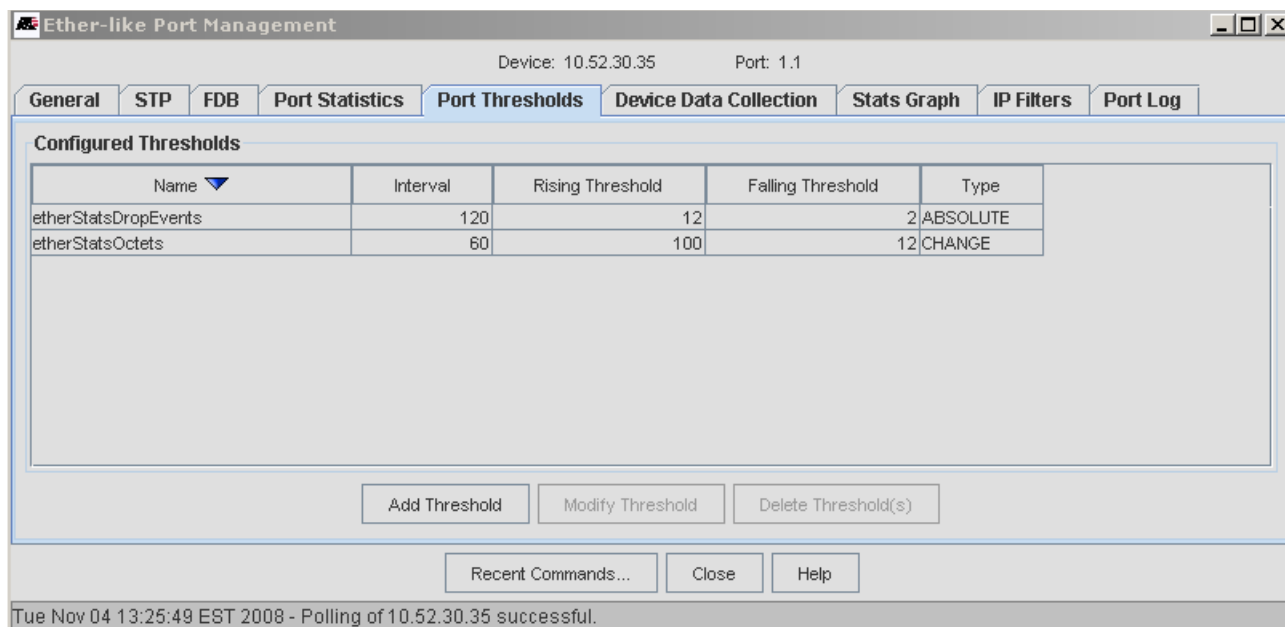 Ether-like Port Management
Device: 10.52.30.35 Port: 1.1
General STP FDB Port Statistics Port Thresholds Device Data Collection Stats Graph IP Filters Port Log
Configured Thresholds
Name Interval Rising Threshold Falling Threshold Type
etherStatsDropEvents 120 12 2 ABSOLUTE
etherStatsOctets 60 100 12 CHANGE
Add Threshold Modify Threshold Delete Threshold(s)
Recent Commands... Close Help
Tue Nov 04 13:25:49 EST 2008 - Polling of 10.52.30.35 successful.